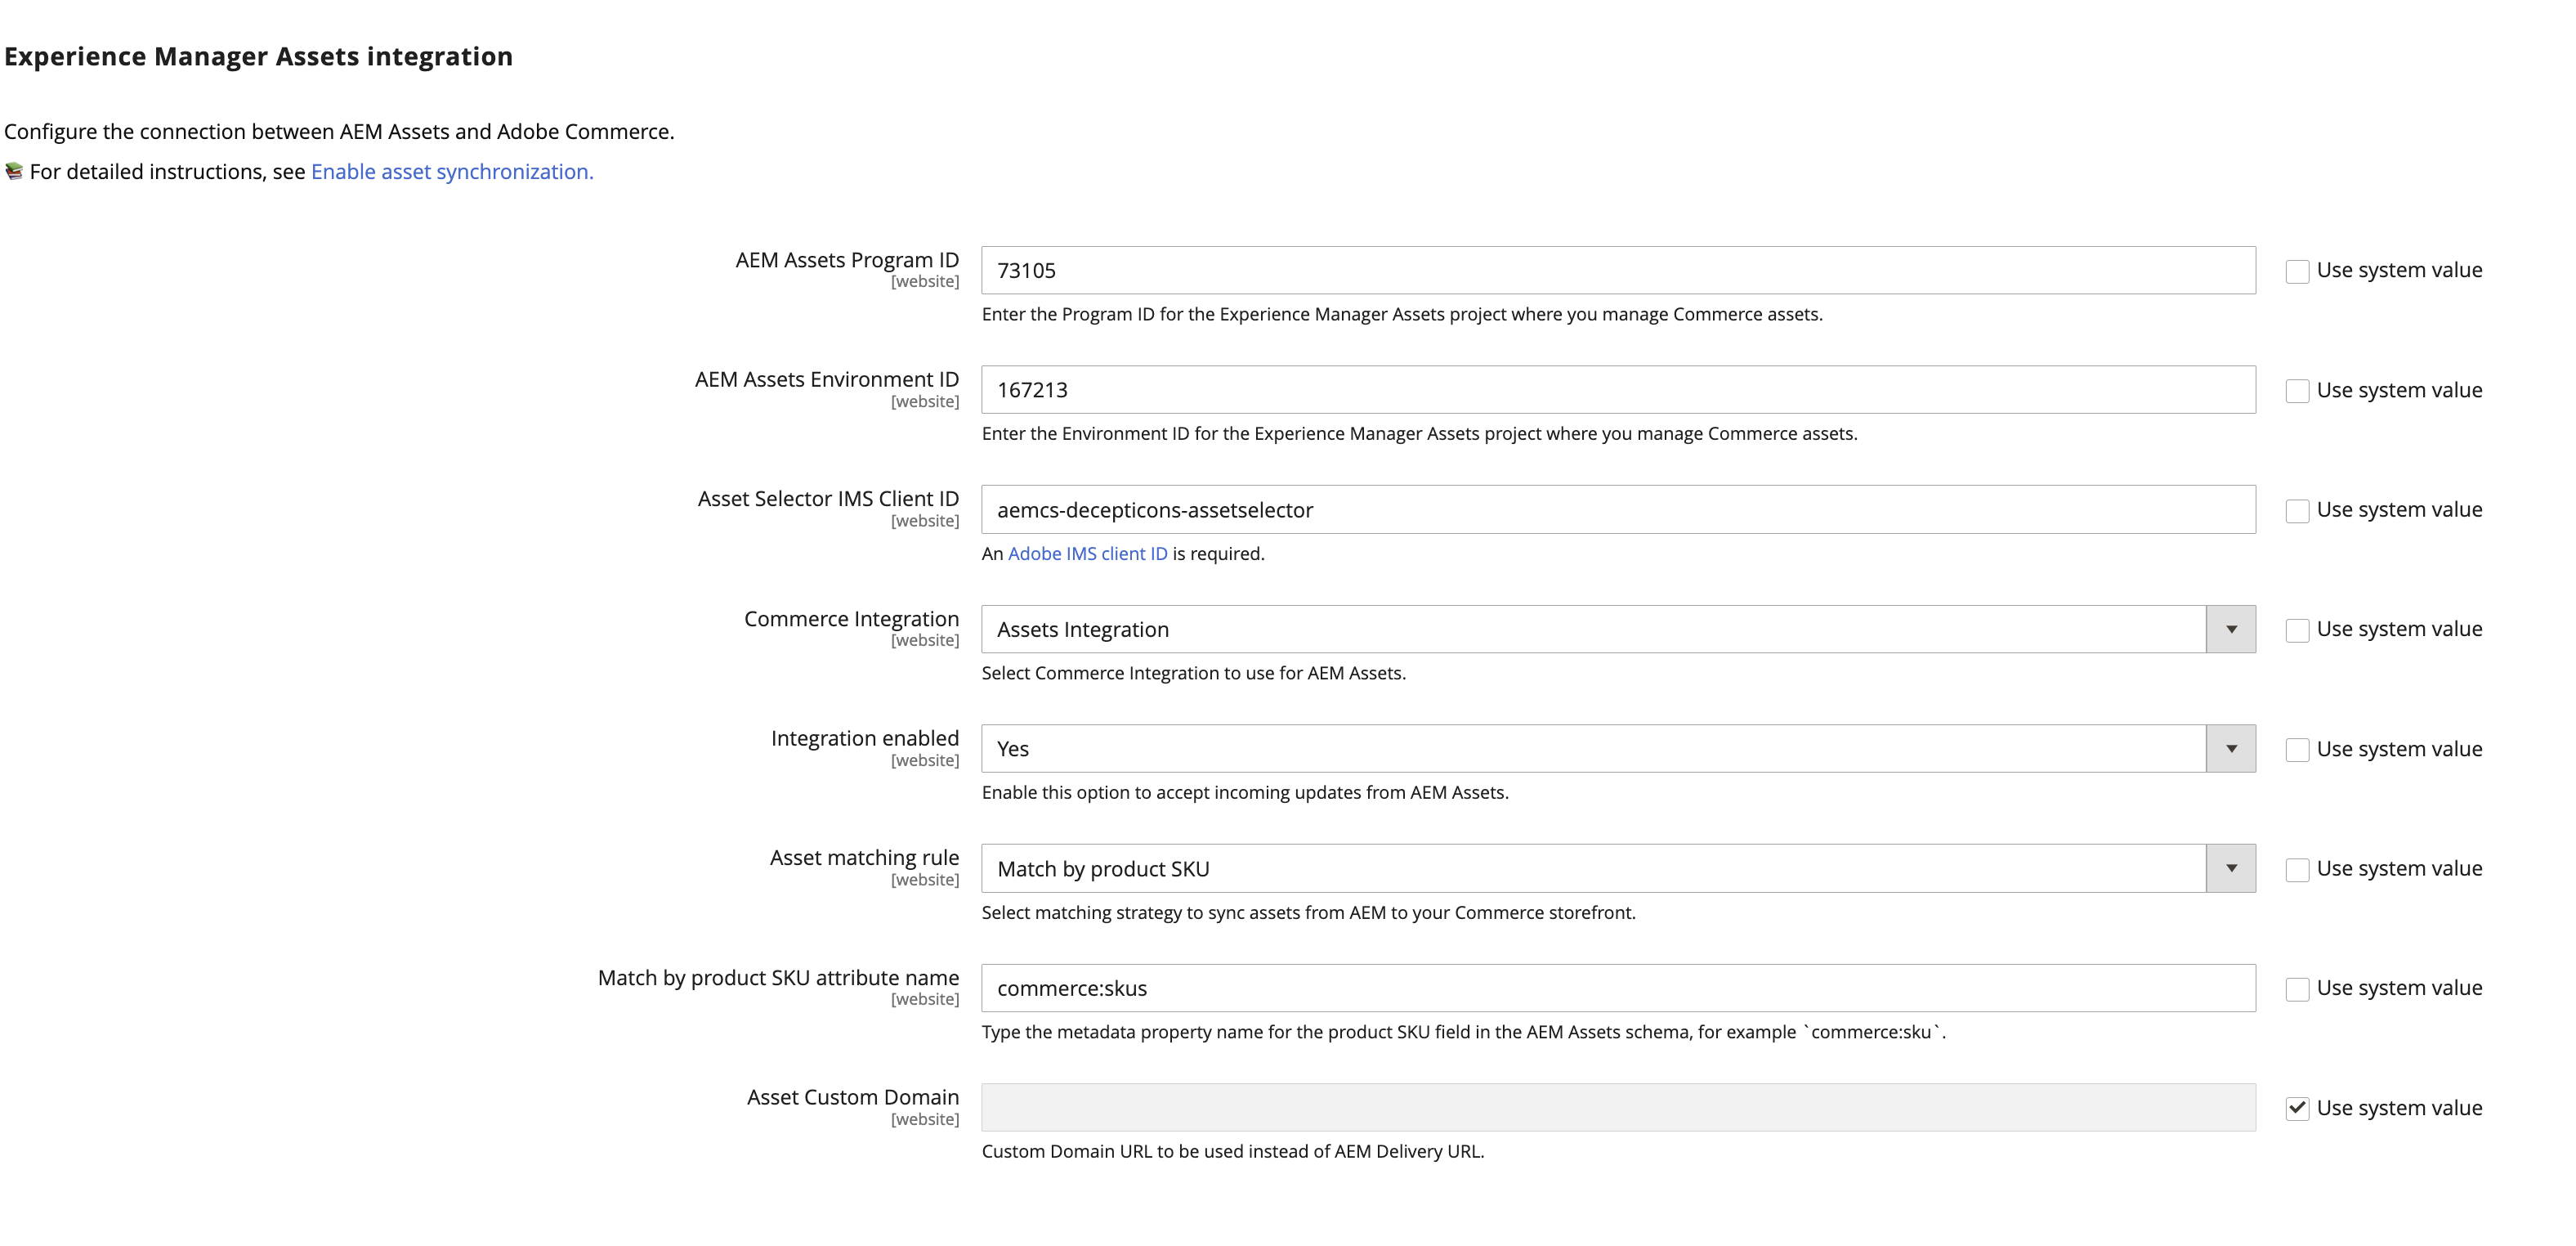 Experience Manager Assets integration
Configure the connection between AEM Assets and Adobe Commerce.
For detailed instructions, see Enable asset synchronization.
AEM Assets Program ID
[website]
73105
Use system value
Enter the Program ID for the Experience Manager Assets project where you manage Commerce assets.
AEM Assets Environment ID
[website]
167213
Use system value
Enter the Environment ID for the Experience Manager Assets project where you manage Commerce assets.
Asset Selector IMS Client ID
[website]
aemcs-decepticons-assetselector
Use system value
An Adobe IMS client ID is required.
Commerce Integration
[website]
Assets Integration
Use system value
Select Commerce Integration to use for AEM Assets.
Integration enabled
[website]
Yes
Use system value
Enable this option to accept incoming updates from AEM Assets.
Asset matching rule
[website]
Match by product SKU
Use system value
Select matching strategy to sync assets from AEM to your Commerce storefront.
Match by product SKU attribute name
[website]
commerce:skus
Use system value
Type the metadata property name for the product SKU field in the AEM Assets schema, for example `commerce:sku`.
Asset Custom Domain
[website]
Use system value
Custom Domain URL to be used instead of AEM Delivery URL.